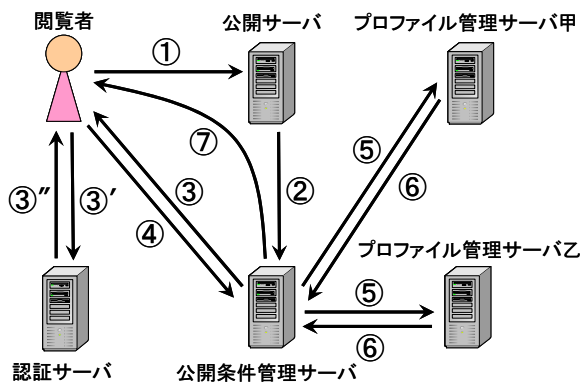 閲覧者
公開サーバ
プロファイル管理サーバ甲
①
⑦
⑤
③
②
⑥
③″
③′
④
プロファイル管理サーバ乙
⑤
⑥
認証サーバ
公開条件管理サーバ